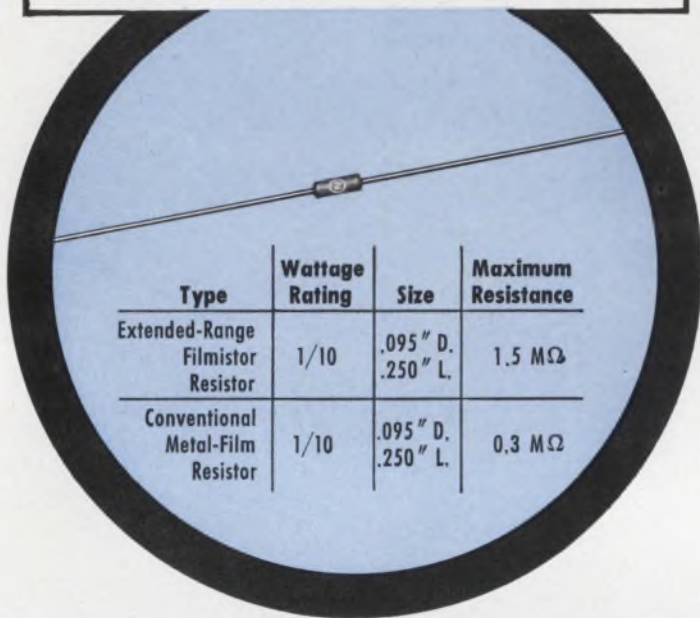 Type Wattage Rating Size Maximum Resistance
Extended-Range Filmistor Resistor 1/10 .095" D. .250" L. 1.5 MΩ
Conventional Metal-Film Resistor 1/10 .095" D. .250" L. 0.3 MΩ